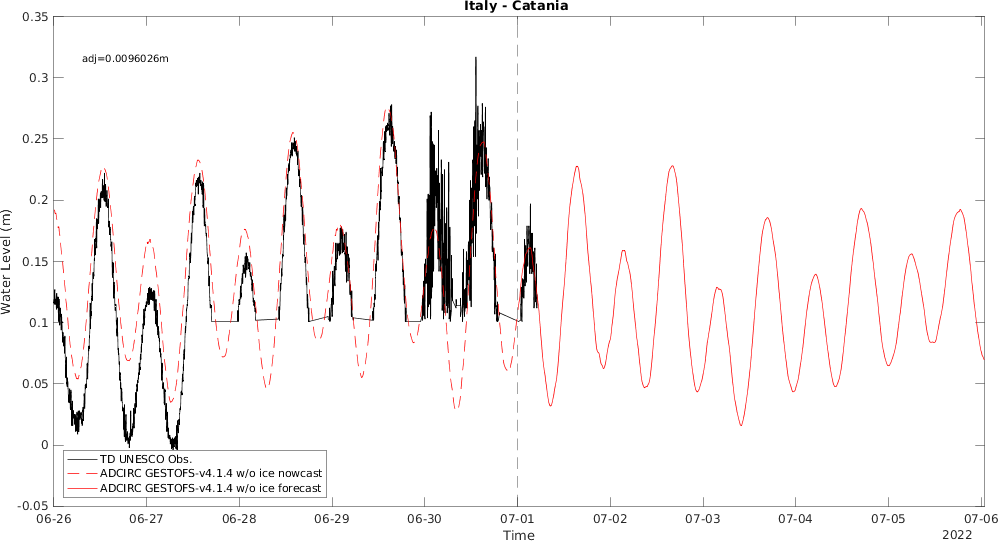 Italy - Catania
adj=0.0096026m
0.35
0.3
0.25
0.2
0.15
0.1
0.05
0
-0.05
Water Level (m)
TD UNESCO Obs.
ADCIRC GESTOFS-v4.1.4 w/o ice nowcast
ADCIRC GESTOFS-v4.1.4 w/o ice forecast
06-26 06-27 06-28 06-29 06-30 07-01 07-02 07-03 07-04 07-05 07-06
Time
2022